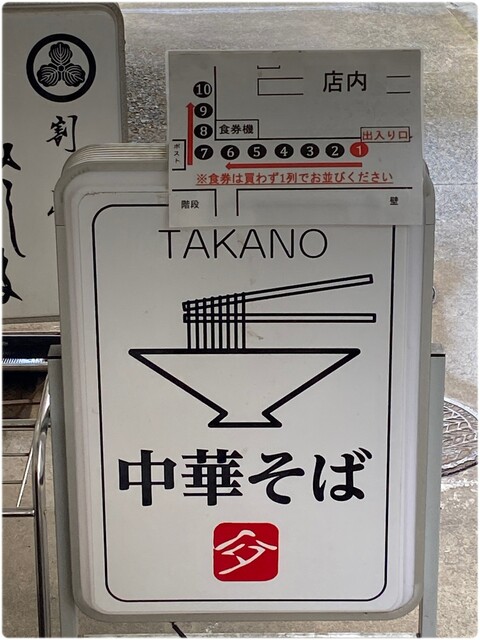 店内
出入り口
食券機
ポスト
10
9
8
7 6 5 4 3 2 1
※食券は買わず1列でお並びください
階段
壁
TAKANO
中華そば
割